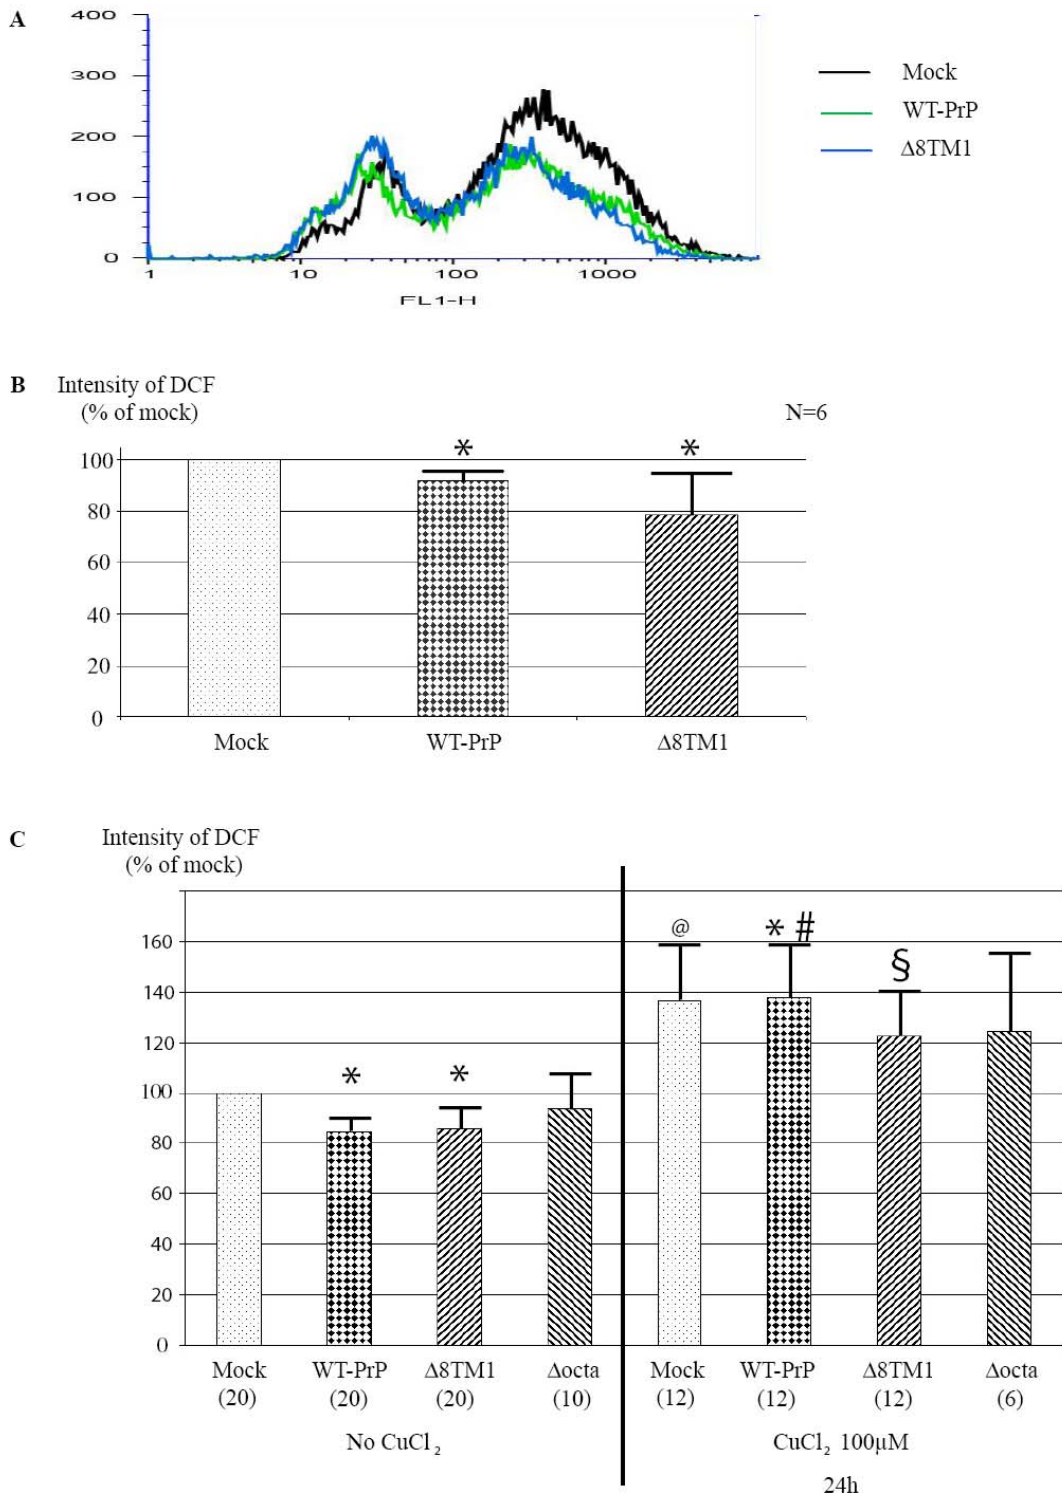 A
400
300
200
100
0
1 10 100 1000
FL1-H
Mock
WT-PrP
Δ8TM1
B Intensity of DCF
(% of mock)
N=6
* *
100
80
60
40
20
0
Mock WT-PrP Δ8TM1
C Intensity of DCF
(% of mock)
@ * # §
* *
160
140
120
100
80
60
40
20
0
Mock WT-PrP Δ8TM1 Δocta Mock WT-PrP Δ8TM1 Δocta
(20) (20) (20) (10) (12) (12) (12) (6)
No CuCl₂ CuCl₂ 100µM
24h